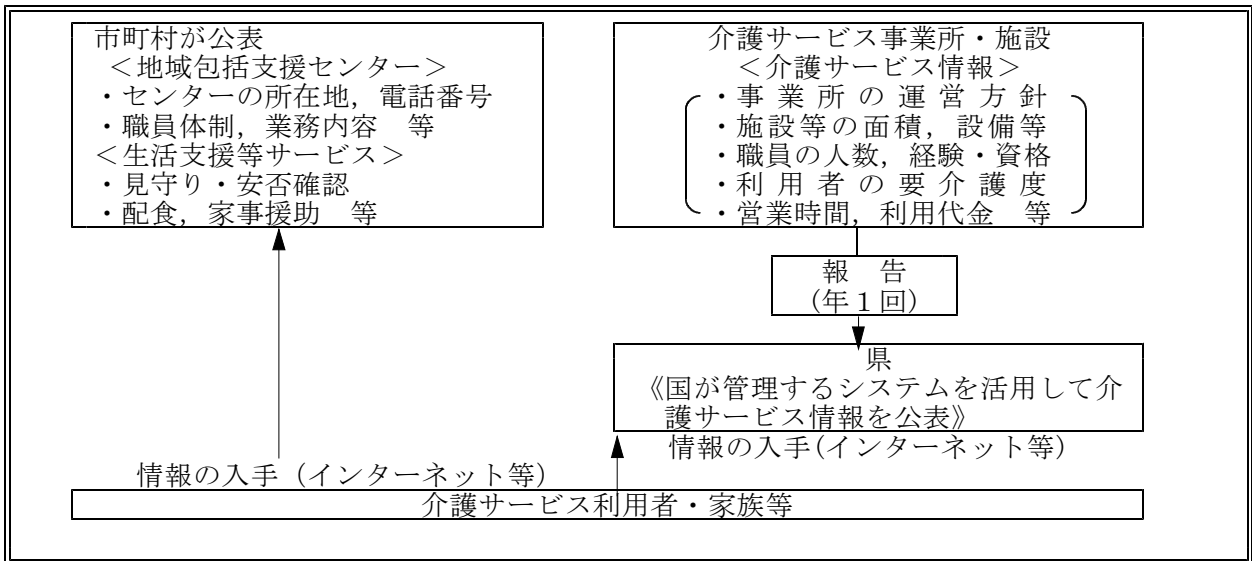 市町村が公表
<地域包括支援センター>
・センターの所在地,電話番号
・職員体制,業務内容 等
<生活支援等サービス>
・見守り・安否確認
・配食,家事援助 等
介護サービス事業所・施設
<介護サービス情報>
・事業所の運営方針
・施設等の面積,設備等
・職員の人数,経験・資格
・利用者の要介護度
・営業時間,利用代金 等
報 告
(年1回)
県
《国が管理するシステムを活用して介
護サービス情報を公表》
情報の入手(インターネット等)
情報の入手(インターネット等)
介護サービス利用者・家族等